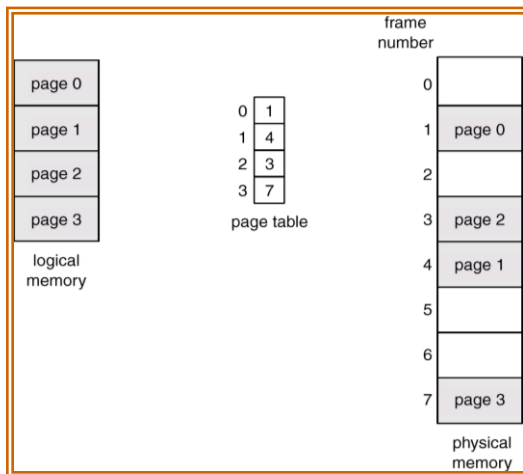 page 0
page 1
page 2
page 3
logical
memory
0 1
1 4
2 3
3 7
page table
frame
number
0
1 page 0
2
3 page 2
4 page 1
5
6
7 page 3
physical
memory